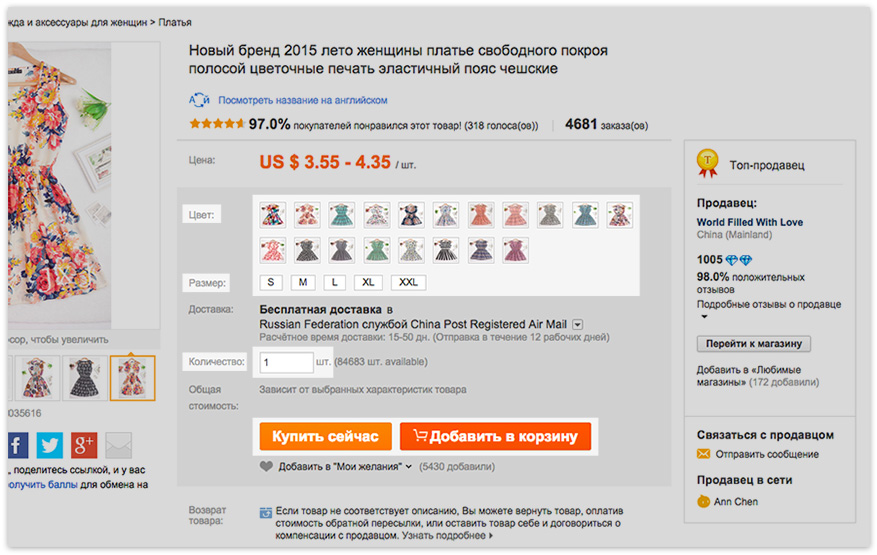 жда и аксессуары для женщин > Платья
Новый бренд 2015 лето женщины платье свободного покроя
полосой цветочные печать эластичный пояс чешские
Посмотреть название на английском
97.0% покупателей понравился этот товар! (318 голоса(ов)) 4681 заказа(ов)
Цена: US $ 3.55 - 4.35 / шт.
Цвет:
Размер: S M L XL XXL
Доставка: Бесплатная доставка в
Russian Federation службой China Post Registered Air Mail
Расчётное время доставки: 15-50 дн. (Отправка в течение 12 рабочих дней)
Количество: 1 шт. (84683 шт. available)
Общая
стоимость:
Зависит от выбранных характеристик товара
Купить сейчас Добавить в корзину
Добавить в "Мои желания" (5430 добавили)
Возврат
товара:
Если товар не соответствует описанию, Вы можете вернуть товар, оплатив
стоимость обратной пересылки, или оставить товар себе и договориться о
компенсации с продавцом. Узнать подробнее
сор, чтобы увеличить
035616
f g+
, поделитесь ссылкой, и у вас
олучить баллы для обмена на
T Топ-продавец
Продавец:
World Filled With Love
China (Mainland)
1005
98.0% положительных
отзывов
Подробные отзывы о продавце
Перейти к магазину
Добавить в «Любимые
магазины» (172 добавили)
Связаться с продавцом
Отправить сообщение
Продавец в сети
Ann Chen